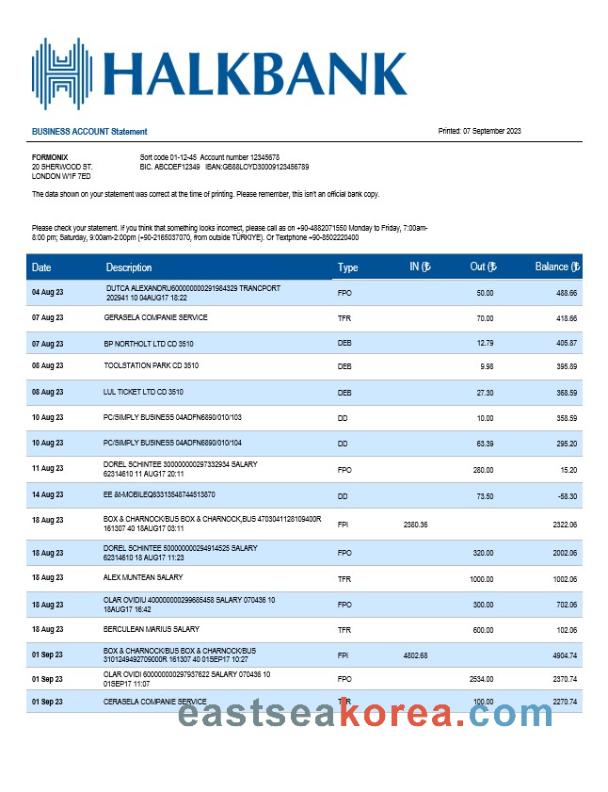 HALKBANK
BUSINESS ACCOUNT Statement Printed: 07 September 2023
FORMONIX Sort code 01-12-45 Account number 12345678
20 SHERWOOD ST. BIC. ABCDEF12349 IBAN:GB88LOYD30009123456789
LONDON W1F 7ED
The data shown on your statement was correct at the time of printing. Please remember, this isn't an official bank copy.
Please check your statement. If you think that something looks incorrect, please call as on +90-4882071550 Monday to Friday, 7:00am-
8:00 pm; Saturday, 9:00am-2:00pm (+90-2165037070, from outside TÜRKIYE). Or Textphone +90-8502220400
Date Description Type IN (₺ Out (₺ Balance (₺
04 Aug 23 DUTCA ALEXANDRU600000000291984329 TRANCPORT FPO 50.00 488.66
202941 10 04AUG17 18:22
07 Aug 23 GERASELA COMPANIE SERVICE TFR 70.00 418.66
07 Aug 23 BP NORTHOLT LTD CD 3510 DEB 12.79 405.87
08 Aug 23 TOOLSTATION PARK CD 3510 DEB 9.98 395.89
08 Aug 23 LUL TICKET LTD CD 3510 DEB 27.30 368.59
10 Aug 23 PC/SIMPLY BUSINESS 04ADFN6890/010/103 DD 10.00 358.59
10 Aug 23 PC/SIMPLY BUSINESS 04ADFN6890/010/104 DD 63.39 295.20
11 Aug 23 DOREL SCHINTEE 300000000297332934 SALARY FPO 280.00 15.20
62314610 11 AUG17 20:11
14 Aug 23 EE &t-MOBILEQ63313548744513870 DD 73.50 -58.30
18 Aug 23 BOX & CHARNOCK/BUS BOX & CHARNOCK,BUS 4703041128109400R FPI 2380.36 2322.06
161307 40 18AUG17 03:11
18 Aug 23 DOREL SCHINTEE 500000000294914525 SALARY FPO 320.00 2002.06
62314610 18 AUG17 11:23
18 Aug 23 ALEX MUNTEAN SALARY TFR 1000.00 1002.06
18 Aug 23 OLAR OVIDIU 400000000299685458 SALARY 070436 10 FPO 300.00 702.06
18AUG17 16:42
18 Aug 23 BERCULEAN MARIUS SALARY TFR 600.00 102.06
01 Sep 23 BOX & CHARNOCK/BUS BOX & CHARNOCK/BUS FPI 4802.68 4904.74
3101249492709000R 161307 40 01SEP17 10:27
01 Sep 23 OLAR OVIDI 600000000297937622 SALARY 070436 10 FPO 2534.00 2370.74
01SEP17 11:07
01 Sep 23 CERASELA COMPANIE SERVICE TFR 100.00 2270.74
eastseakorea.com